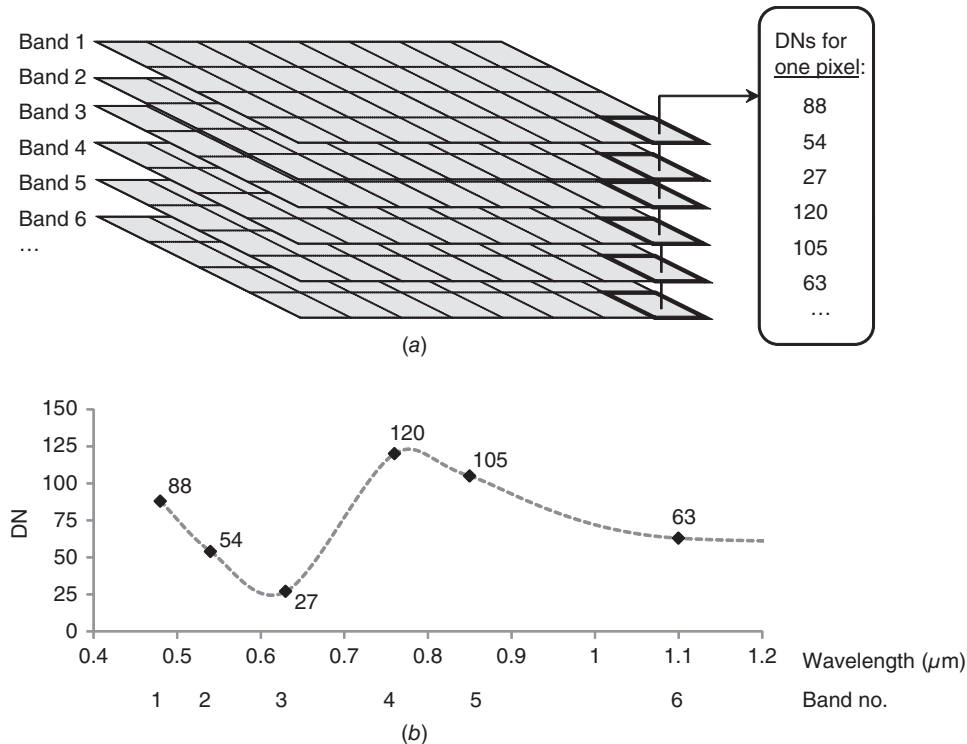 Band 1
Band 2
Band 3
Band 4
Band 5
Band 6
...
DNs for
one pixel:
88
54
27
120
105
63
...
(a)
DN
150
125
100
75
50
25
0
88
54
27
120
105
63
0.4 0.5 0.6 0.7 0.8 0.9 1 1.1 1.2 Wavelength (μm)
1 2 3 4 5 6 Band no.
(b)